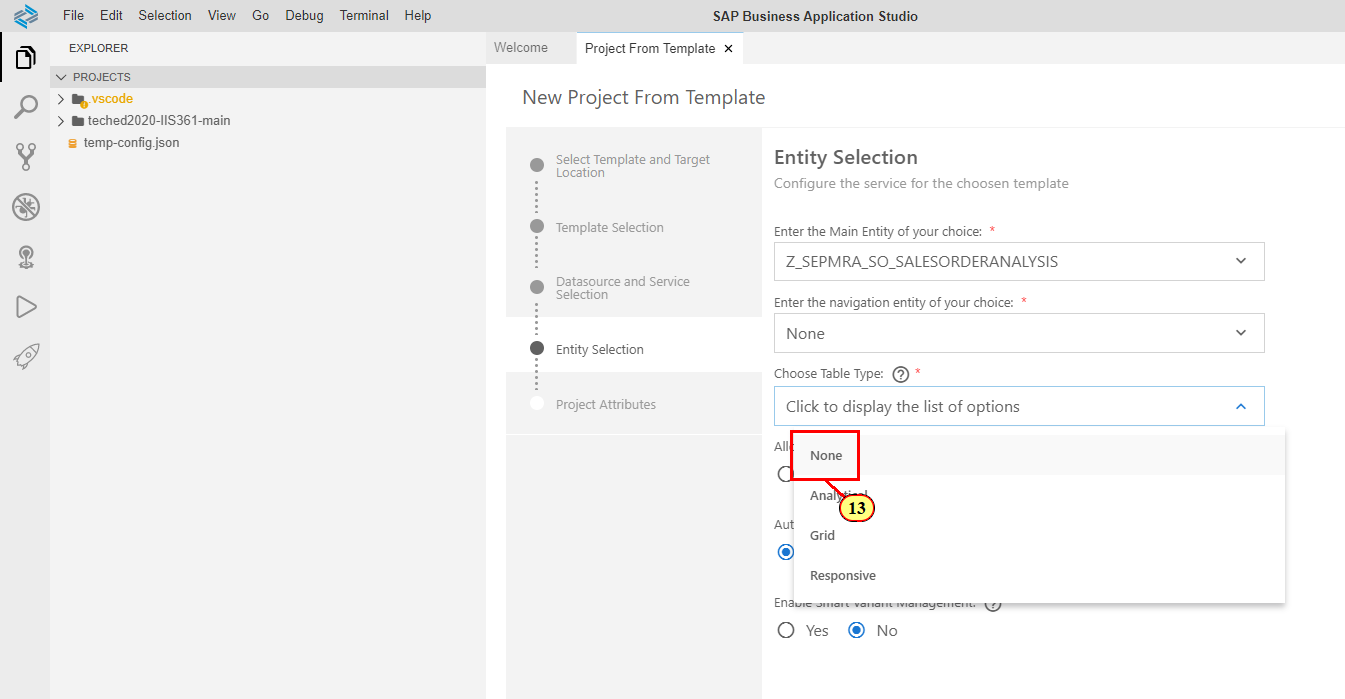 File Edit Selection View Go Debug Terminal Help
SAP Business Application Studio
EXPLORER
PROJECTS
.vscode
teched2020-IIS361-main
temp-config.json
Welcome
Project From Template ×
New Project From Template
Select Template and Target
Location
Template Selection
Datasource and Service
Selection
Entity Selection
Project Attributes
Entity Selection
Configure the service for the choosen template
Enter the Main Entity of your choice: *
Z_SEPMRA_SO_SALESORDERANALYSIS
Enter the navigation entity of your choice: *
None
Choose Table Type: ? *
Click to display the list of options
None
Analytical
13
Grid
Responsive
Enable Smart Variant Management: ?
Yes No